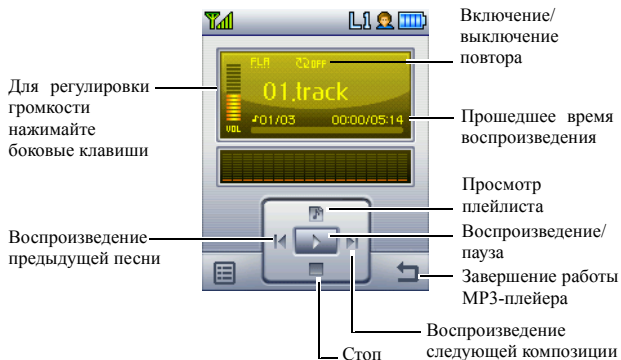 L1
Включение/
выключение
повтора
PLA OFF
01.track
01/03 00:00/05:14
VOL
Для регулировки
громкости
нажимайте
боковые клавиши
Прошедшее время
воспроизведения
Просмотр
плейлиста
Воспроизведение
предыдущей песни
Воспроизведение/
пауза
Завершение работы
MP3-плейера
Воспроизведение
следующей композиции
Стоп